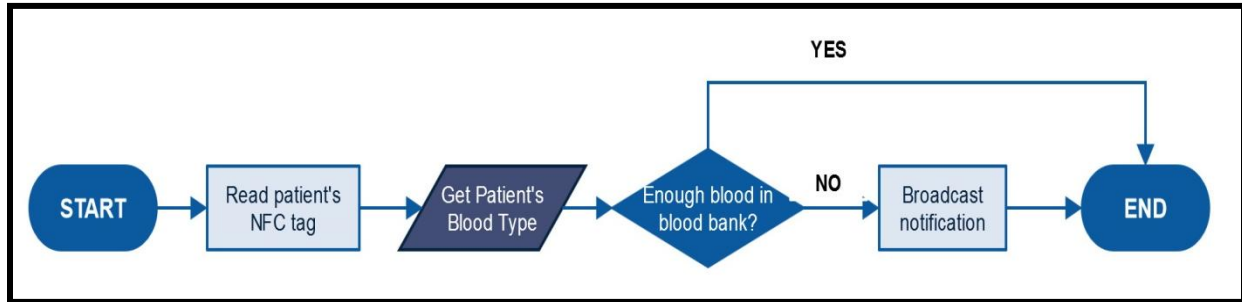 YES
START
Read patient's
NFC tag
Get Patient's
Blood Type
Enough blood in
blood bank?
NO
Broadcast
notification
END